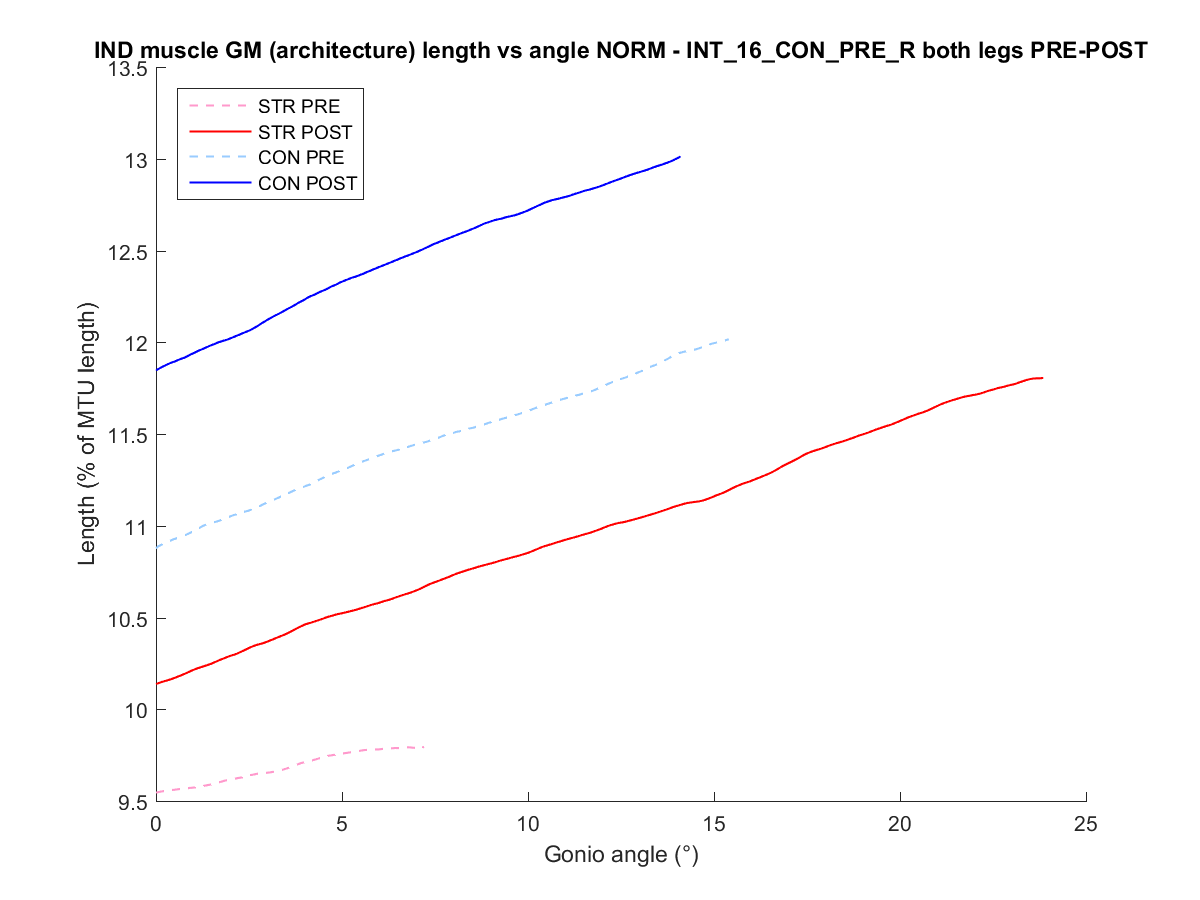 IND muscle GM (architecture) length vs angle NORM - INT_16_CON_PRE_R both legs PRE-POST
13.5
13
12.5
12
11.5
11
10.5
10
9.5
Length (% of MTU length)
STR PRE
STR POST
CON PRE
CON POST
0
5
10
15
20
25
Gonio angle (°)